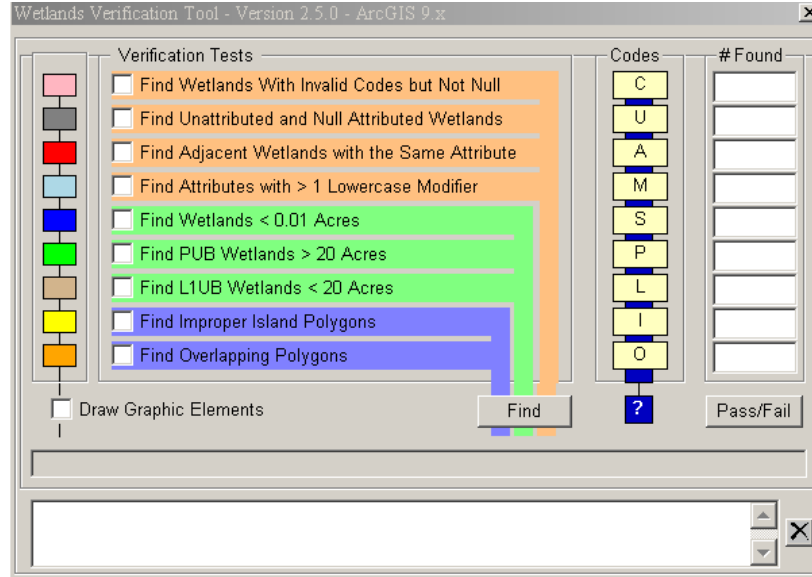 Wetlands Verification Tool - Version 2.5.0 - ArcGIS 9.x
Verification Tests Codes # Found
Find Wetlands With Invalid Codes but Not Null C
Find Unattributed and Null Attributed Wetlands U
Find Adjacent Wetlands with the Same Attribute A
Find Attributes with > 1 Lowercase Modifier M
Find Wetlands < 0.01 Acres S
Find PUB Wetlands > 20 Acres P
Find L1UB Wetlands < 20 Acres L
Find Improper Island Polygons I
Find Overlapping Polygons O
Draw Graphic Elements Find ? Pass/Fail